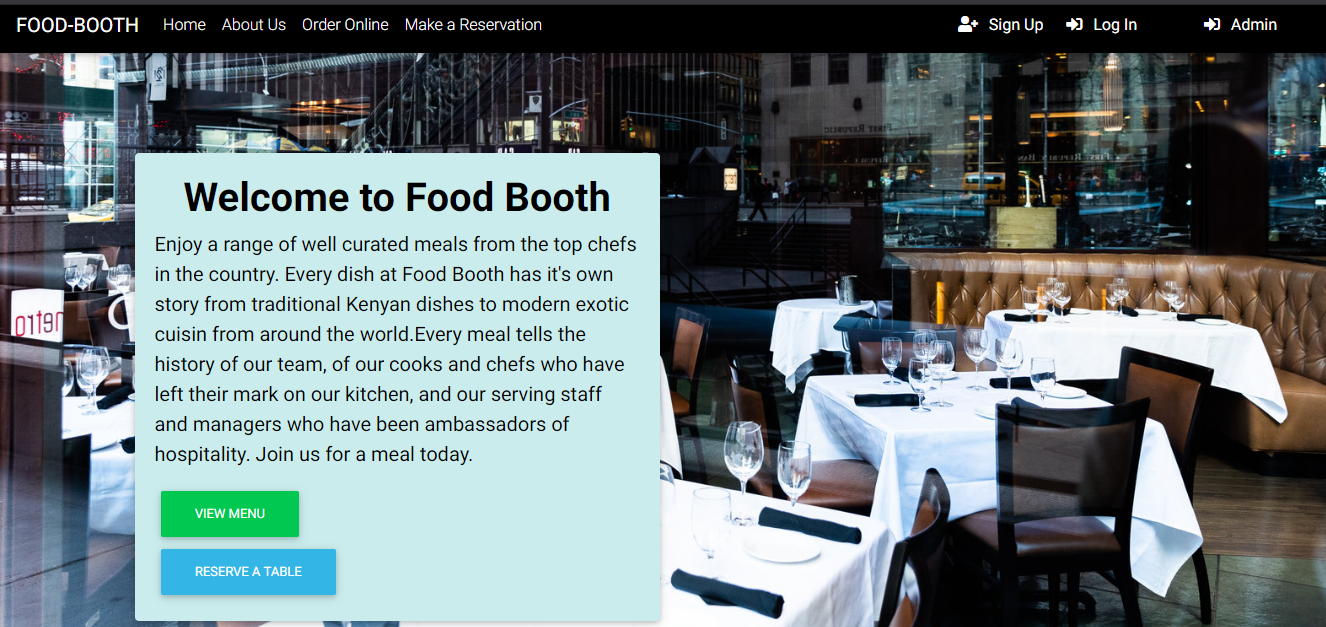 FOOD-BOOTH Home About Us Order Online Make a Reservation Sign Up Log In Admin
Welcome to Food Booth
Enjoy a range of well curated meals from the top chefs
in the country. Every dish at Food Booth has it's own
story from traditional Kenyan dishes to modern exotic
cuisin from around the world.Every meal tells the
history of our team, of our cooks and chefs who have
left their mark on our kitchen, and our serving staff
and managers who have been ambassadors of
hospitality. Join us for a meal today.
VIEW MENU
RESERVE A TABLE
FIRST REPUBLIC